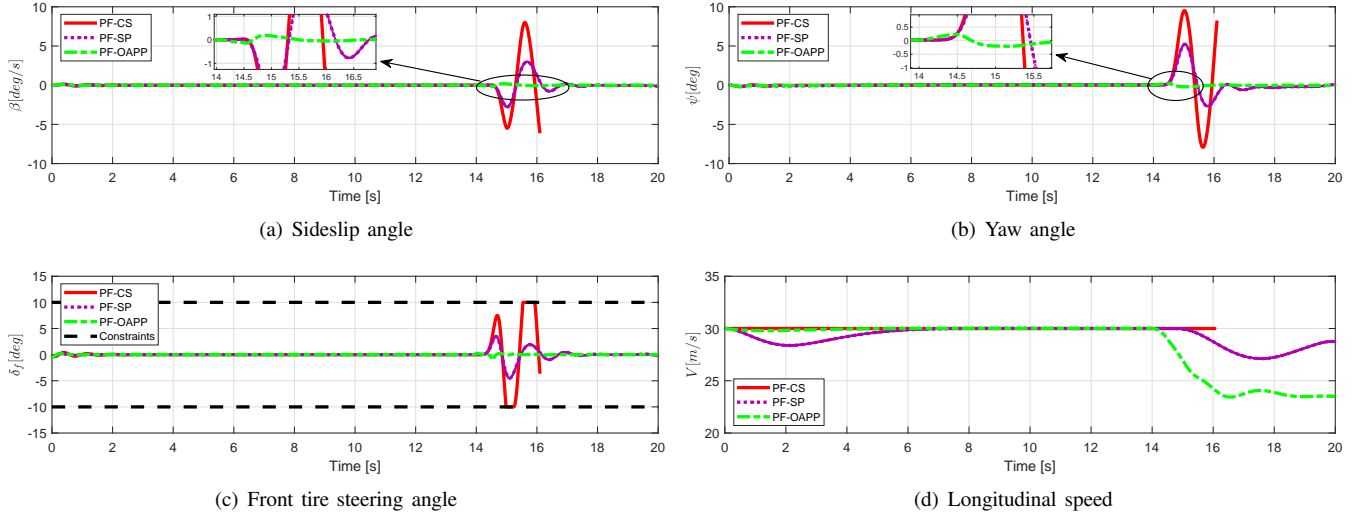 10
5
0
-5
-10
β[deg/s]
PF-CS
PF-SP
PF-OAPP
1
0
-1
14 14.5 15 15.5 16 16.5
0 2 4 6 8 10 12 14 16 18 20
Time [s]
(a) Sideslip angle
10
5
0
-5
-10
ψ[deg]
PF-CS
PF-SP
PF-OAPP
0.5
0
-0.5
-1
14 14.5 15 15.5
0 2 4 6 8 10 12 14 16 18 20
Time [s]
(b) Yaw angle
15
10
5
0
-5
-10
-15
δf[deg]
PF-CS
PF-SP
PF-OAPP
Constraints
0 2 4 6 8 10 12 14 16 18 20
Time [s]
(c) Front tire steering angle
35
30
25
20
V[m/s]
PF-CS
PF-SP
PF-OAPP
0 2 4 6 8 10 12 14 16 18 20
Time [s]
(d) Longitudinal speed